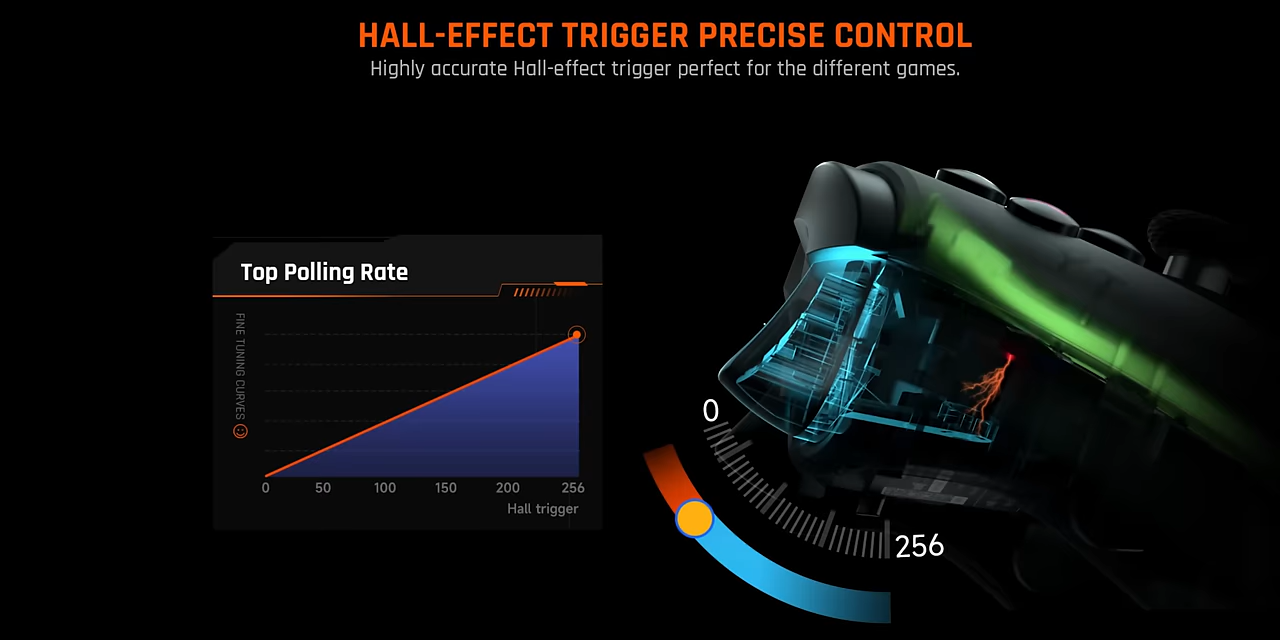 HALL-EFFECT TRIGGER PRECISE CONTROL
Highly accurate Hall-effect trigger perfect for the different games.
Top Polling Rate
FINE TUNING CURVES
0 50 100 150 200 256
Hall trigger
0
256